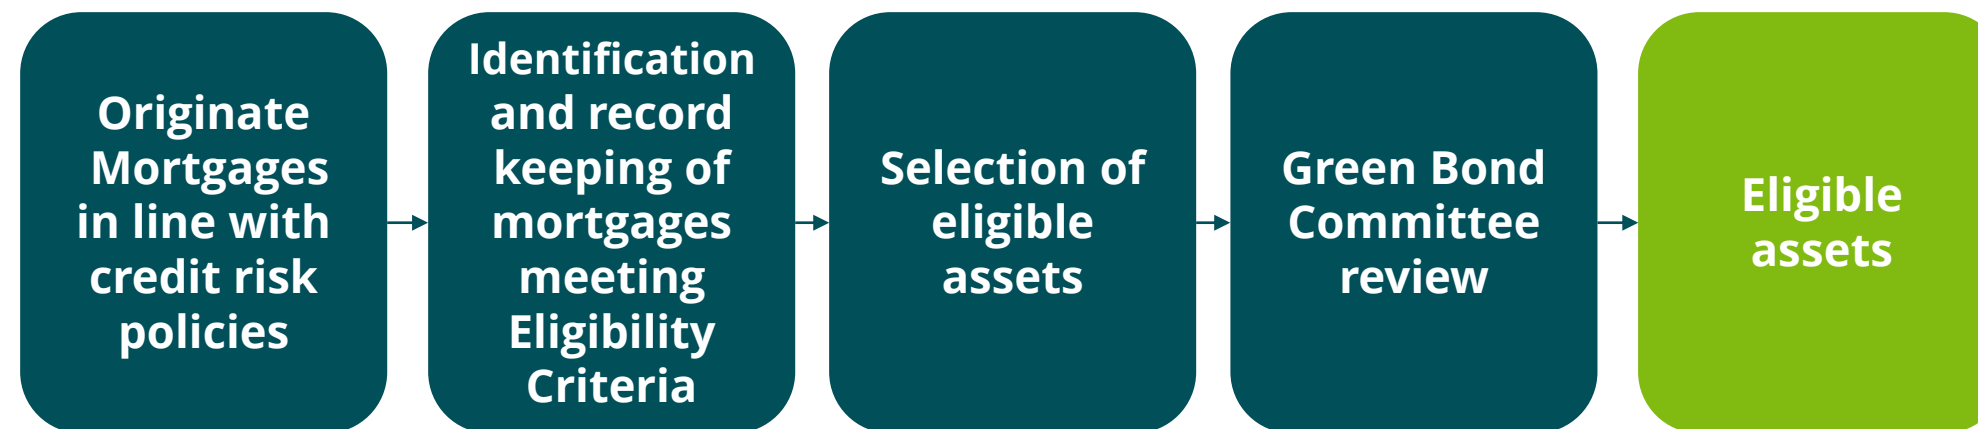 Originate
Mortgages
in line with
credit risk
policies
Identification
and record
keeping of
mortgages
meeting
Eligibility
Criteria
Selection of
eligible
assets
Green Bond
Committee
review
Eligible
assets